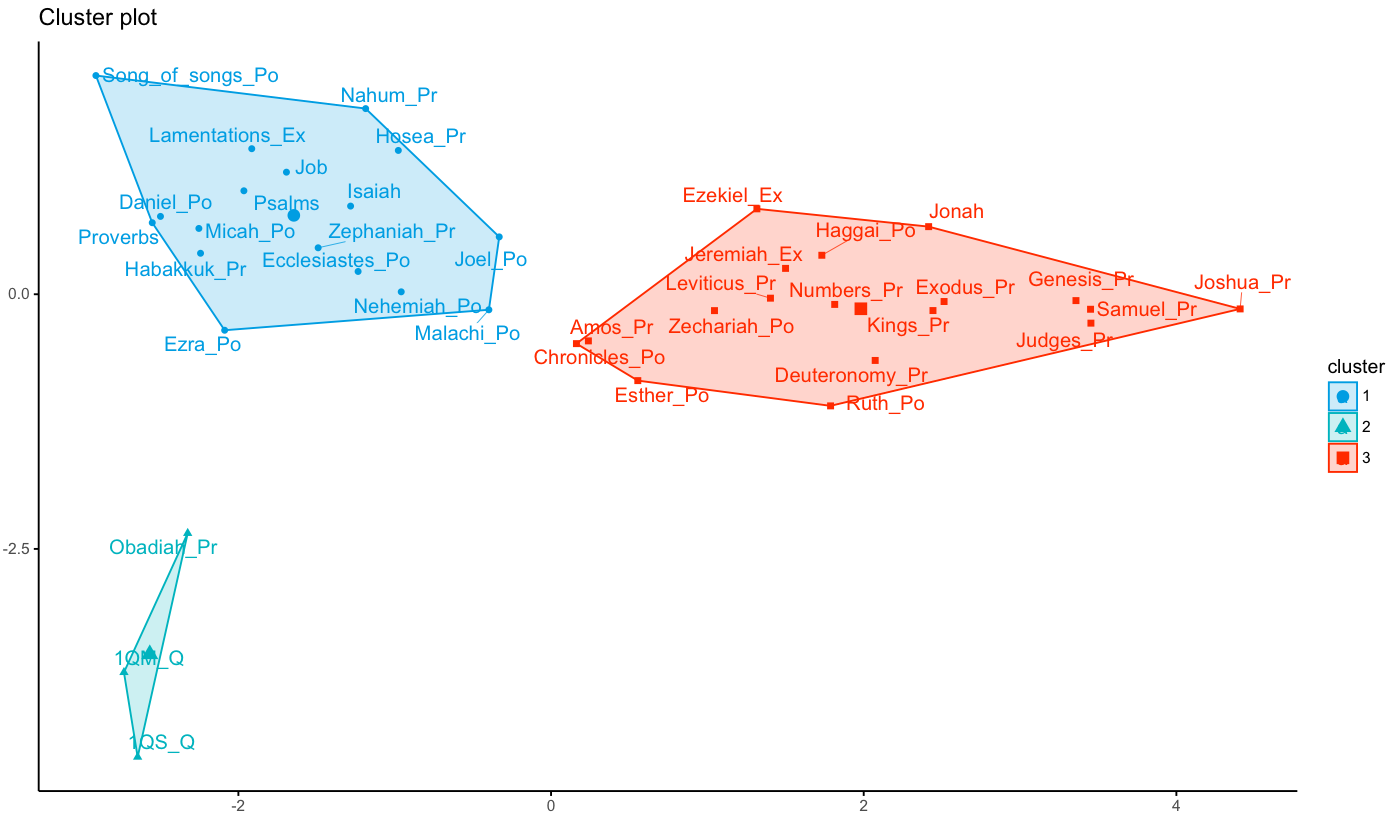 Cluster plot
Song_of_songs_Po
Nahum_Pr
Lamentations_Ex
Hosea_Pr
Job
Isaiah
Daniel_Po
Psalms
Proverbs
Micah_Po
Zephaniah_Pr
Habakkuk_Pr
Ecclesiastes_Po
Joel_Po
Nehemiah_Po
Malachi_Po
Ezra_Po
Ezekiel_Ex
Jonah
Haggai_Po
Jeremiah_Ex
Leviticus_Pr
Numbers_Pr
Exodus_Pr
Genesis_Pr
Joshua_Pr
Samuel_Pr
Zechariah_Po
Kings_Pr
Judges_Pr
Amos_Pr
Chronicles_Po
Deuteronomy_Pr
Esther_Po
Ruth_Po
Obadiah_Pr
1QM_Q
1QS_Q
0.0
-2.5
-2
0
2
4
cluster
1
2
3